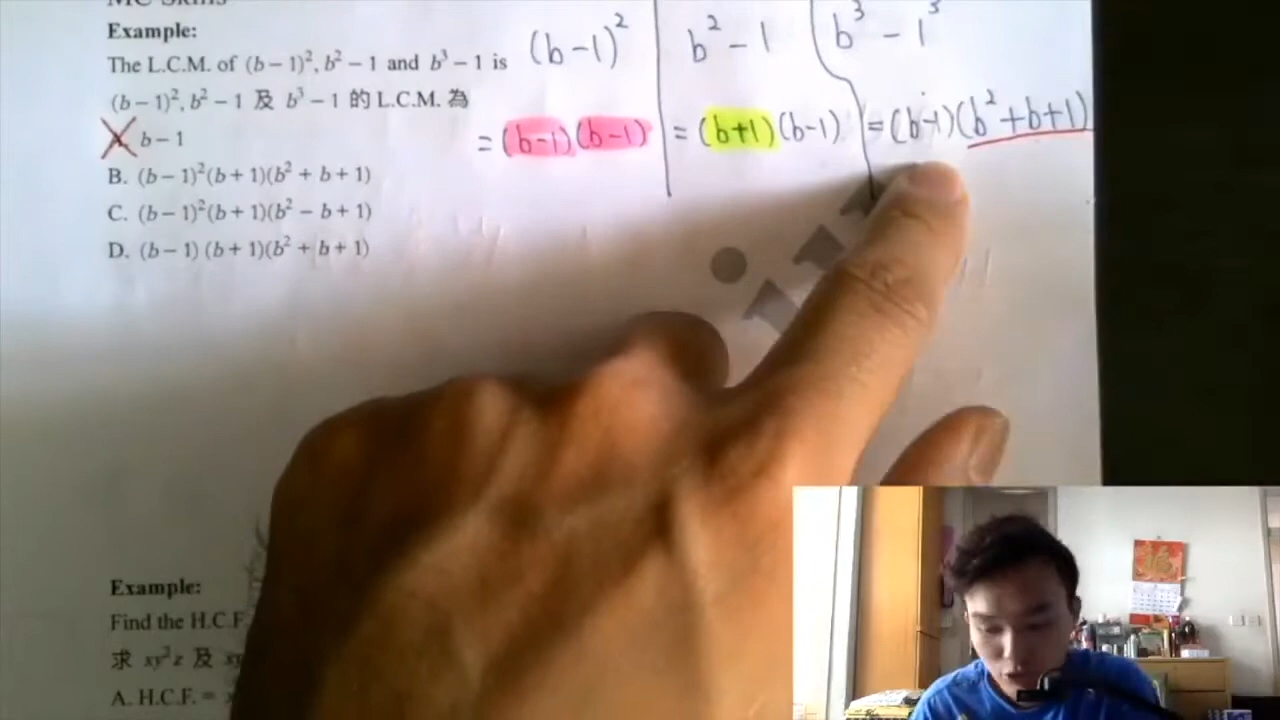 Example:
The L.C.M. of (b − 1)², b² − 1 and b³ − 1 is
(b − 1)², b² − 1 及 b³ − 1 的 L.C.M. 為
A. b − 1
B. (b − 1)²(b + 1)(b² + b + 1)
C. (b − 1)²(b + 1)(b² − b + 1)
D. (b − 1) (b + 1)(b² + b + 1)
(b−1)²
= (b−1)(b−1)
b² − 1
= (b+1)(b−1)
b³ − 1³
= (b−1)(b² + b + 1)
Example:
Find the H.C.F.
求 xy²z 及
A. H.C.F. =
福